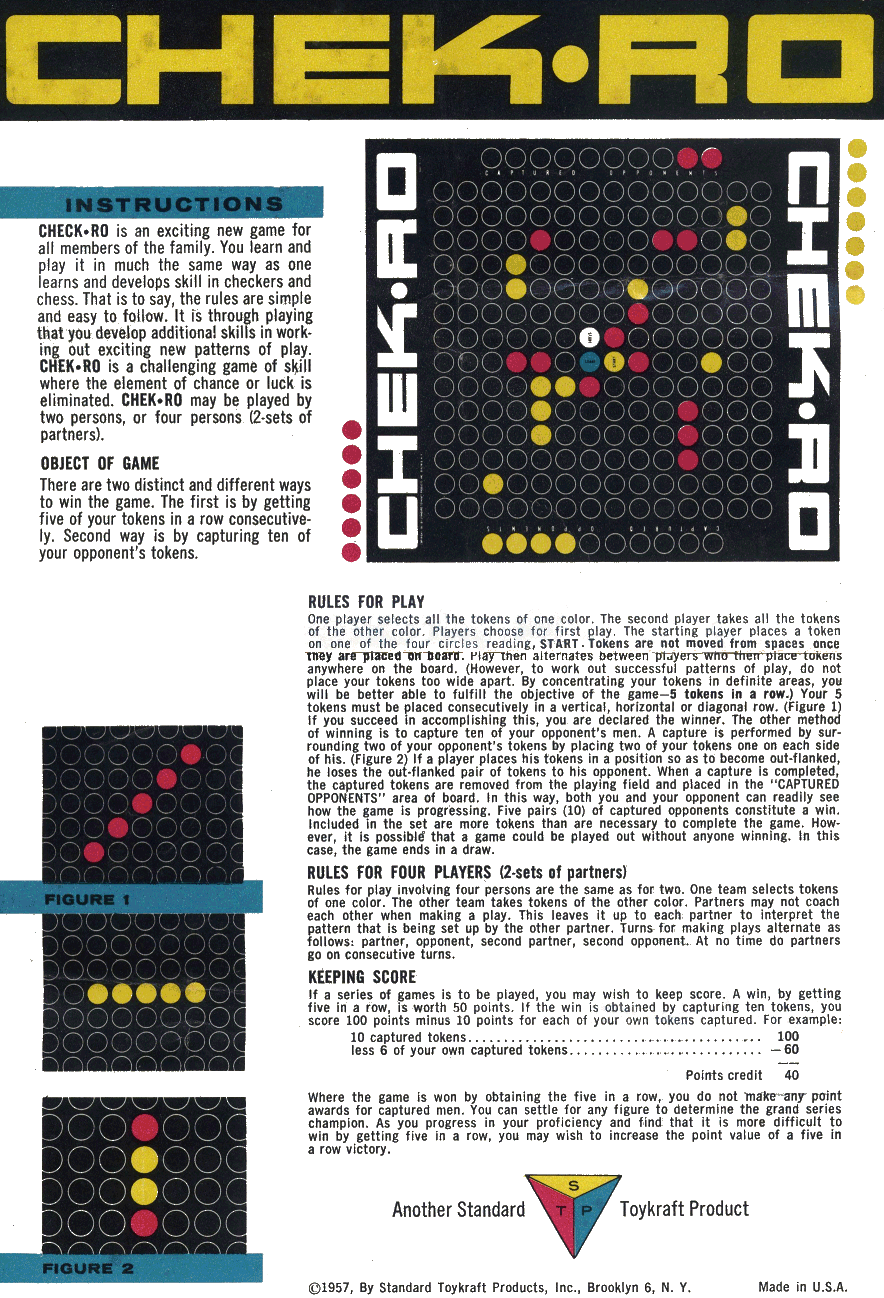 CHEK•RO
INSTRUCTIONS
CHECK•RO is an exciting new game for
all members of the family. You learn and
play it in much the same way as one
learns and develops skill in checkers and
chess. That is to say, the rules are simple
and easy to follow. It is through playing
that you develop additional skills in work-
ing out exciting new patterns of play.
CHEK•RO is a challenging game of skill
where the element of chance or luck is
eliminated. CHEK•RO may be played by
two persons, or four persons (2-sets of
partners).
OBJECT OF GAME
There are two distinct and different ways
to win the game. The first is by getting
five of your tokens in a row consecutive-
ly. Second way is by capturing ten of
your opponent's tokens.
CHEK•RO
CAPTURED OPPONENTS
START
CAPTURED OPPONENTS
CHEK•RO
RULES FOR PLAY
One player selects all the tokens of one color. The second player takes all the tokens
of the other color. Players choose for first play. The starting player places a token
on one of the four circles reading, START. Tokens are not moved from spaces once
they are placed on board. Play then alternates between players who then place tokens
anywhere on the board. (However, to work out successful patterns of play, do not
place your tokens too wide apart. By concentrating your tokens in definite areas, you
will be better able to fulfill the objective of the game—5 tokens in a row.) Your 5
tokens must be placed consecutively in a vertical, horizontal or diagonal row. (Figure 1)
If you succeed in accomplishing this, you are declared the winner. The other method
of winning is to capture ten of your opponent's men. A capture is performed by sur-
rounding two of your opponent's tokens by placing two of your tokens one on each side
of his. (Figure 2) If a player places his tokens in a position so as to become out-flanked,
he loses the out-flanked pair of tokens to his opponent. When a capture is completed,
the captured tokens are removed from the playing field and placed in the "CAPTURED
OPPONENTS" area of board. In this way, both you and your opponent can readily see
how the game is progressing. Five pairs (10) of captured opponents constitute a win.
Included in the set are more tokens than are necessary to complete the game. How-
ever, it is possible that a game could be played out without anyone winning. In this
case, the game ends in a draw.
RULES FOR FOUR PLAYERS (2-sets of partners)
Rules for play involving four persons are the same as for two. One team selects tokens
of one color. The other team takes tokens of the other color. Partners may not coach
each other when making a play. This leaves it up to each partner to interpret the
pattern that is being set up by the other partner. Turns for making plays alternate as
follows: partner, opponent, second partner, second opponent. At no time do partners
go on consecutive turns.
KEEPING SCORE
If a series of games is to be played, you may wish to keep score. A win, by getting
five in a row, is worth 50 points. If the win is obtained by capturing ten tokens, you
score 100 points minus 10 points for each of your own tokens captured. For example:
10 captured tokens........................................ 100
less 6 of your own captured tokens........................... —60
Points credit 40
Where the game is won by obtaining the five in a row, you do not make any point
awards for captured men. You can settle for any figure to determine the grand series
champion. As you progress in your proficiency and find that it is more difficult to
win by getting five in a row, you may wish to increase the point value of a five in
a row victory.
FIGURE 1
FIGURE 2
Another Standard STP Toykraft Product
©1957, By Standard Toykraft Products, Inc., Brooklyn 6, N. Y. Made in U.S.A.